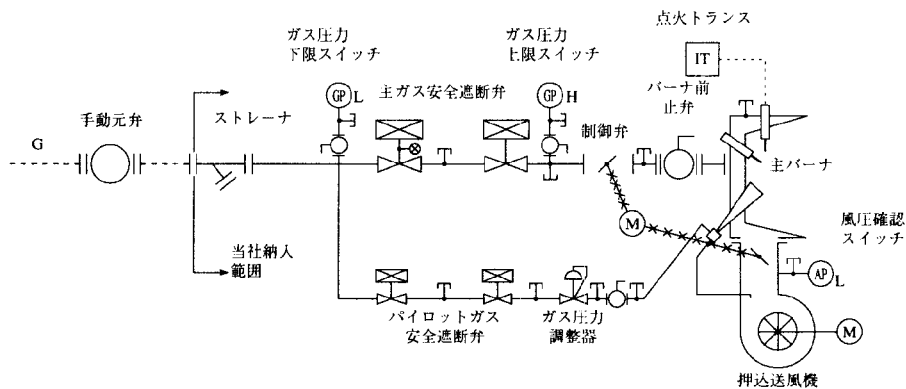 点火トランス
ガス圧力
下限スイッチ
ガス圧力
上限スイッチ
IT
GP
L
主ガス安全遮断弁
GP
H
バーナ前
止弁
ストレーナ
制御弁
手動元弁
G
主バーナ
M
風圧確認
スイッチ
当社納入
範囲
AP
L
パイロットガス
安全遮断弁
ガス圧力
調整器
M
押込送風機